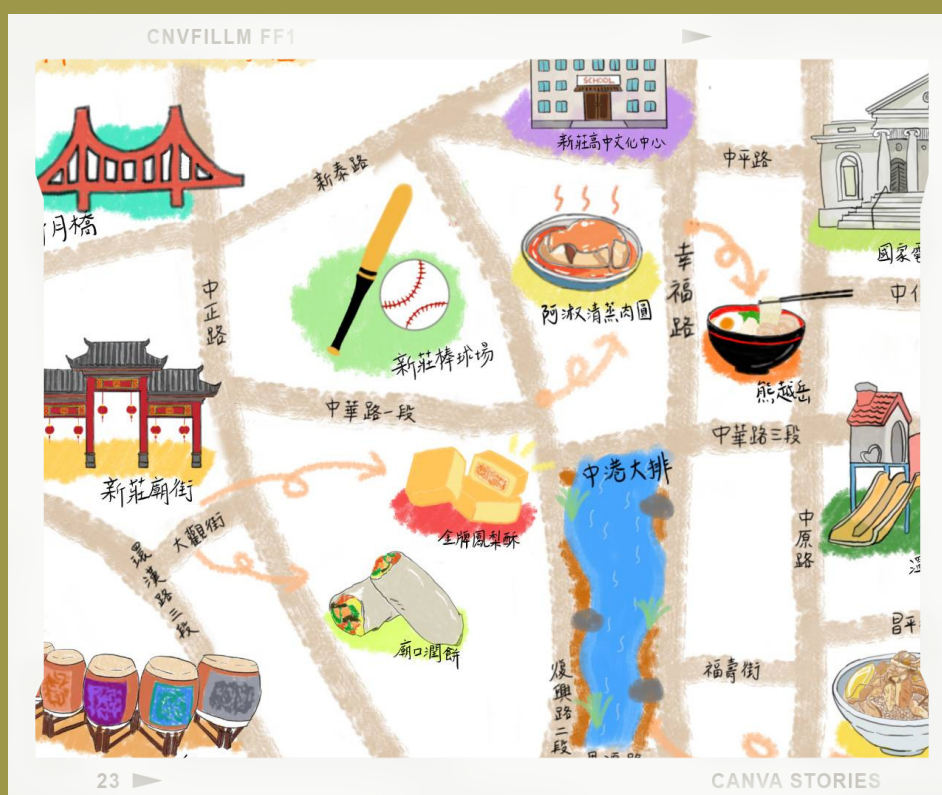 CNVFILLM FF1
SCHOOL
新莊高中文化中心
新泰路
中平路
月橋
國家
幸福路
中正路
阿淑清蒸肉圓
新莊棒球場
熊越岳
中華路一段
中華路三段
中港大排
新莊廟街
大觀街
金牌鳳梨酥
中原路
環漢路三段
廟口潤餅
昌平
福壽街
復興路二段
23
CANVA STORIES